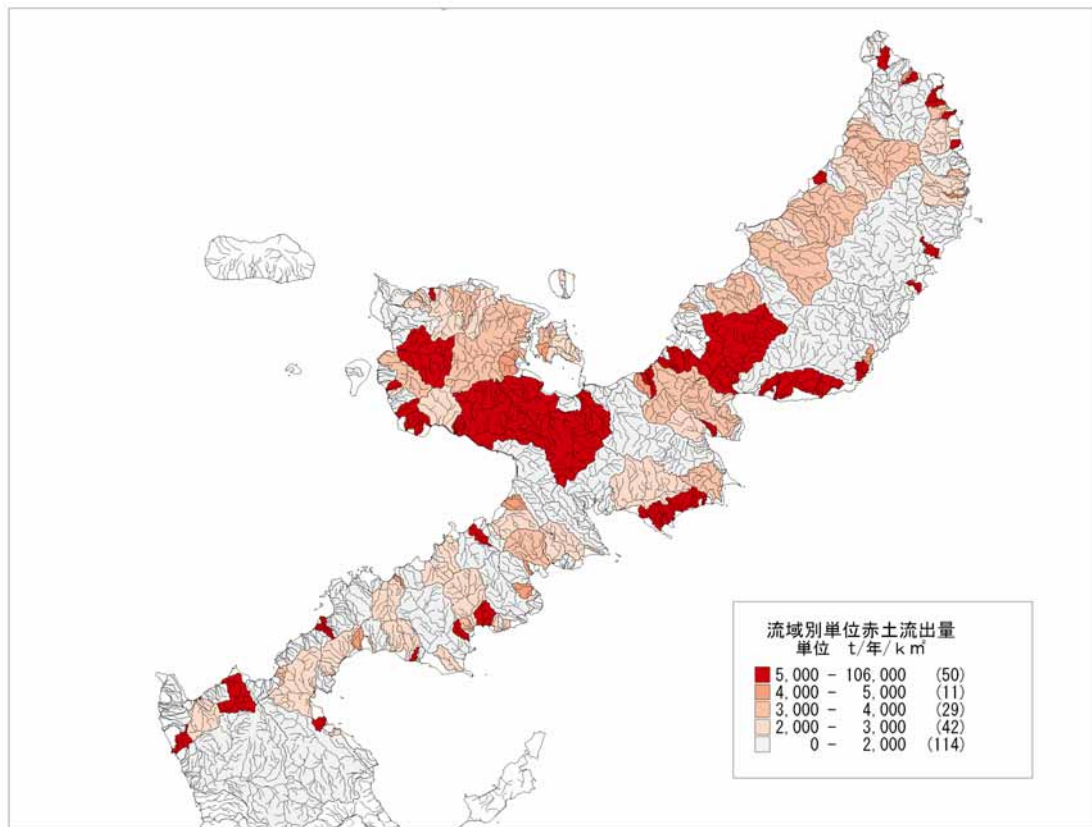 流域別単位赤土流出量
単位 t/年/k㎡
5,000 - 106,000 (50)
4,000 - 5,000 (11)
3,000 - 4,000 (29)
2,000 - 3,000 (42)
0 - 2,000 (114)